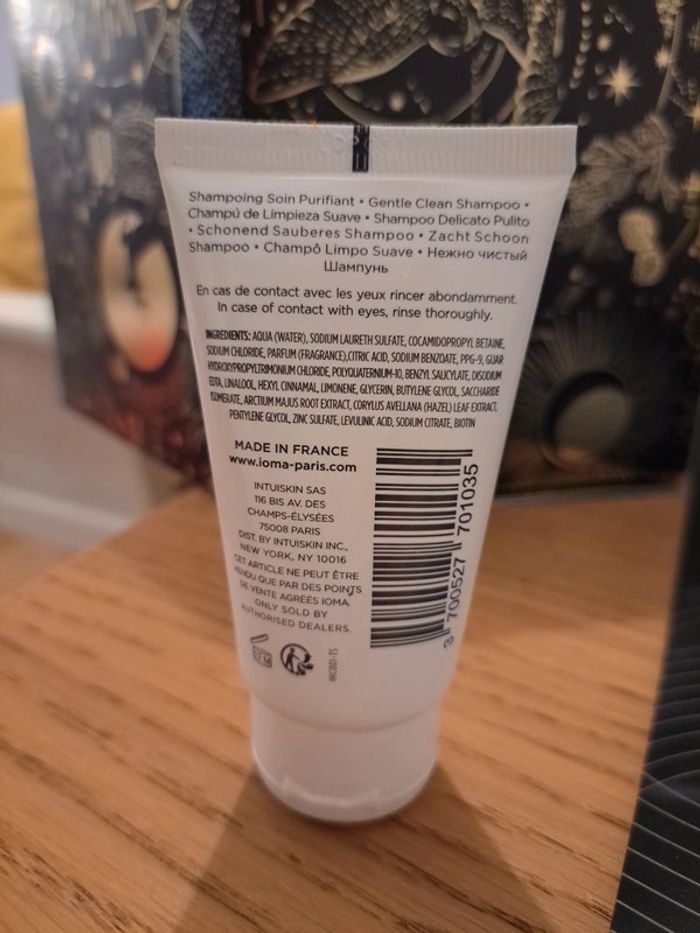 Shampoing Soin Purifiant • Gentle Clean Shampoo •
Champú de Limpieza Suave • Shampoo Delicato Pulito
• Schonend Sauberes Shampoo • Zacht Schoon
Shampoo • Champô Limpo Suave • Нежно чистый
Шампунь
En cas de contact avec les yeux rincer abondamment.
In case of contact with eyes, rinse thoroughly.
INGREDIENTS: AQUA (WATER), SODIUM LAURETH SULFATE, COCAMIDOPROPYL BETAINE,
SODIUM CHLORIDE, PARFUM (FRAGRANCE),CITRIC ACID, SODIUM BENZOATE, PPG-9, GUAR
HYDROXYPROPYLTRIMONIUM CHLORIDE, POLYQUATERNIUM-10, BENZYL SALICYLATE, DISODIUM
EDTA, LINALOOL, HEXYL CINNAMAL, LIMONENE, GLYCERIN, BUTYLENE GLYCOL, SACCHARIDE
ISOMERATE, ARCTIUM MAJUS ROOT EXTRACT, CORYLUS AVELLANA (HAZEL) LEAF EXTRACT,
PENTYLENE GLYCOL, ZINC SULFATE, LEVULINIC ACID, SODIUM CITRATE, BIOTIN
MADE IN FRANCE
www.ioma-paris.com
INTUISKIN SAS
116 BIS AV. DES
CHAMPS-ÉLYSÉES
75008 PARIS
DIST. BY INTUISKIN INC.,
NEW YORK, NY 10016
CET ARTICLE NE PEUT ÊTRE
VENDU QUE PAR DES POINTS
DE VENTE AGRÉÉS IOMA.
ONLY SOLD BY
AUTHORISED DEALERS.
3 700527 701035